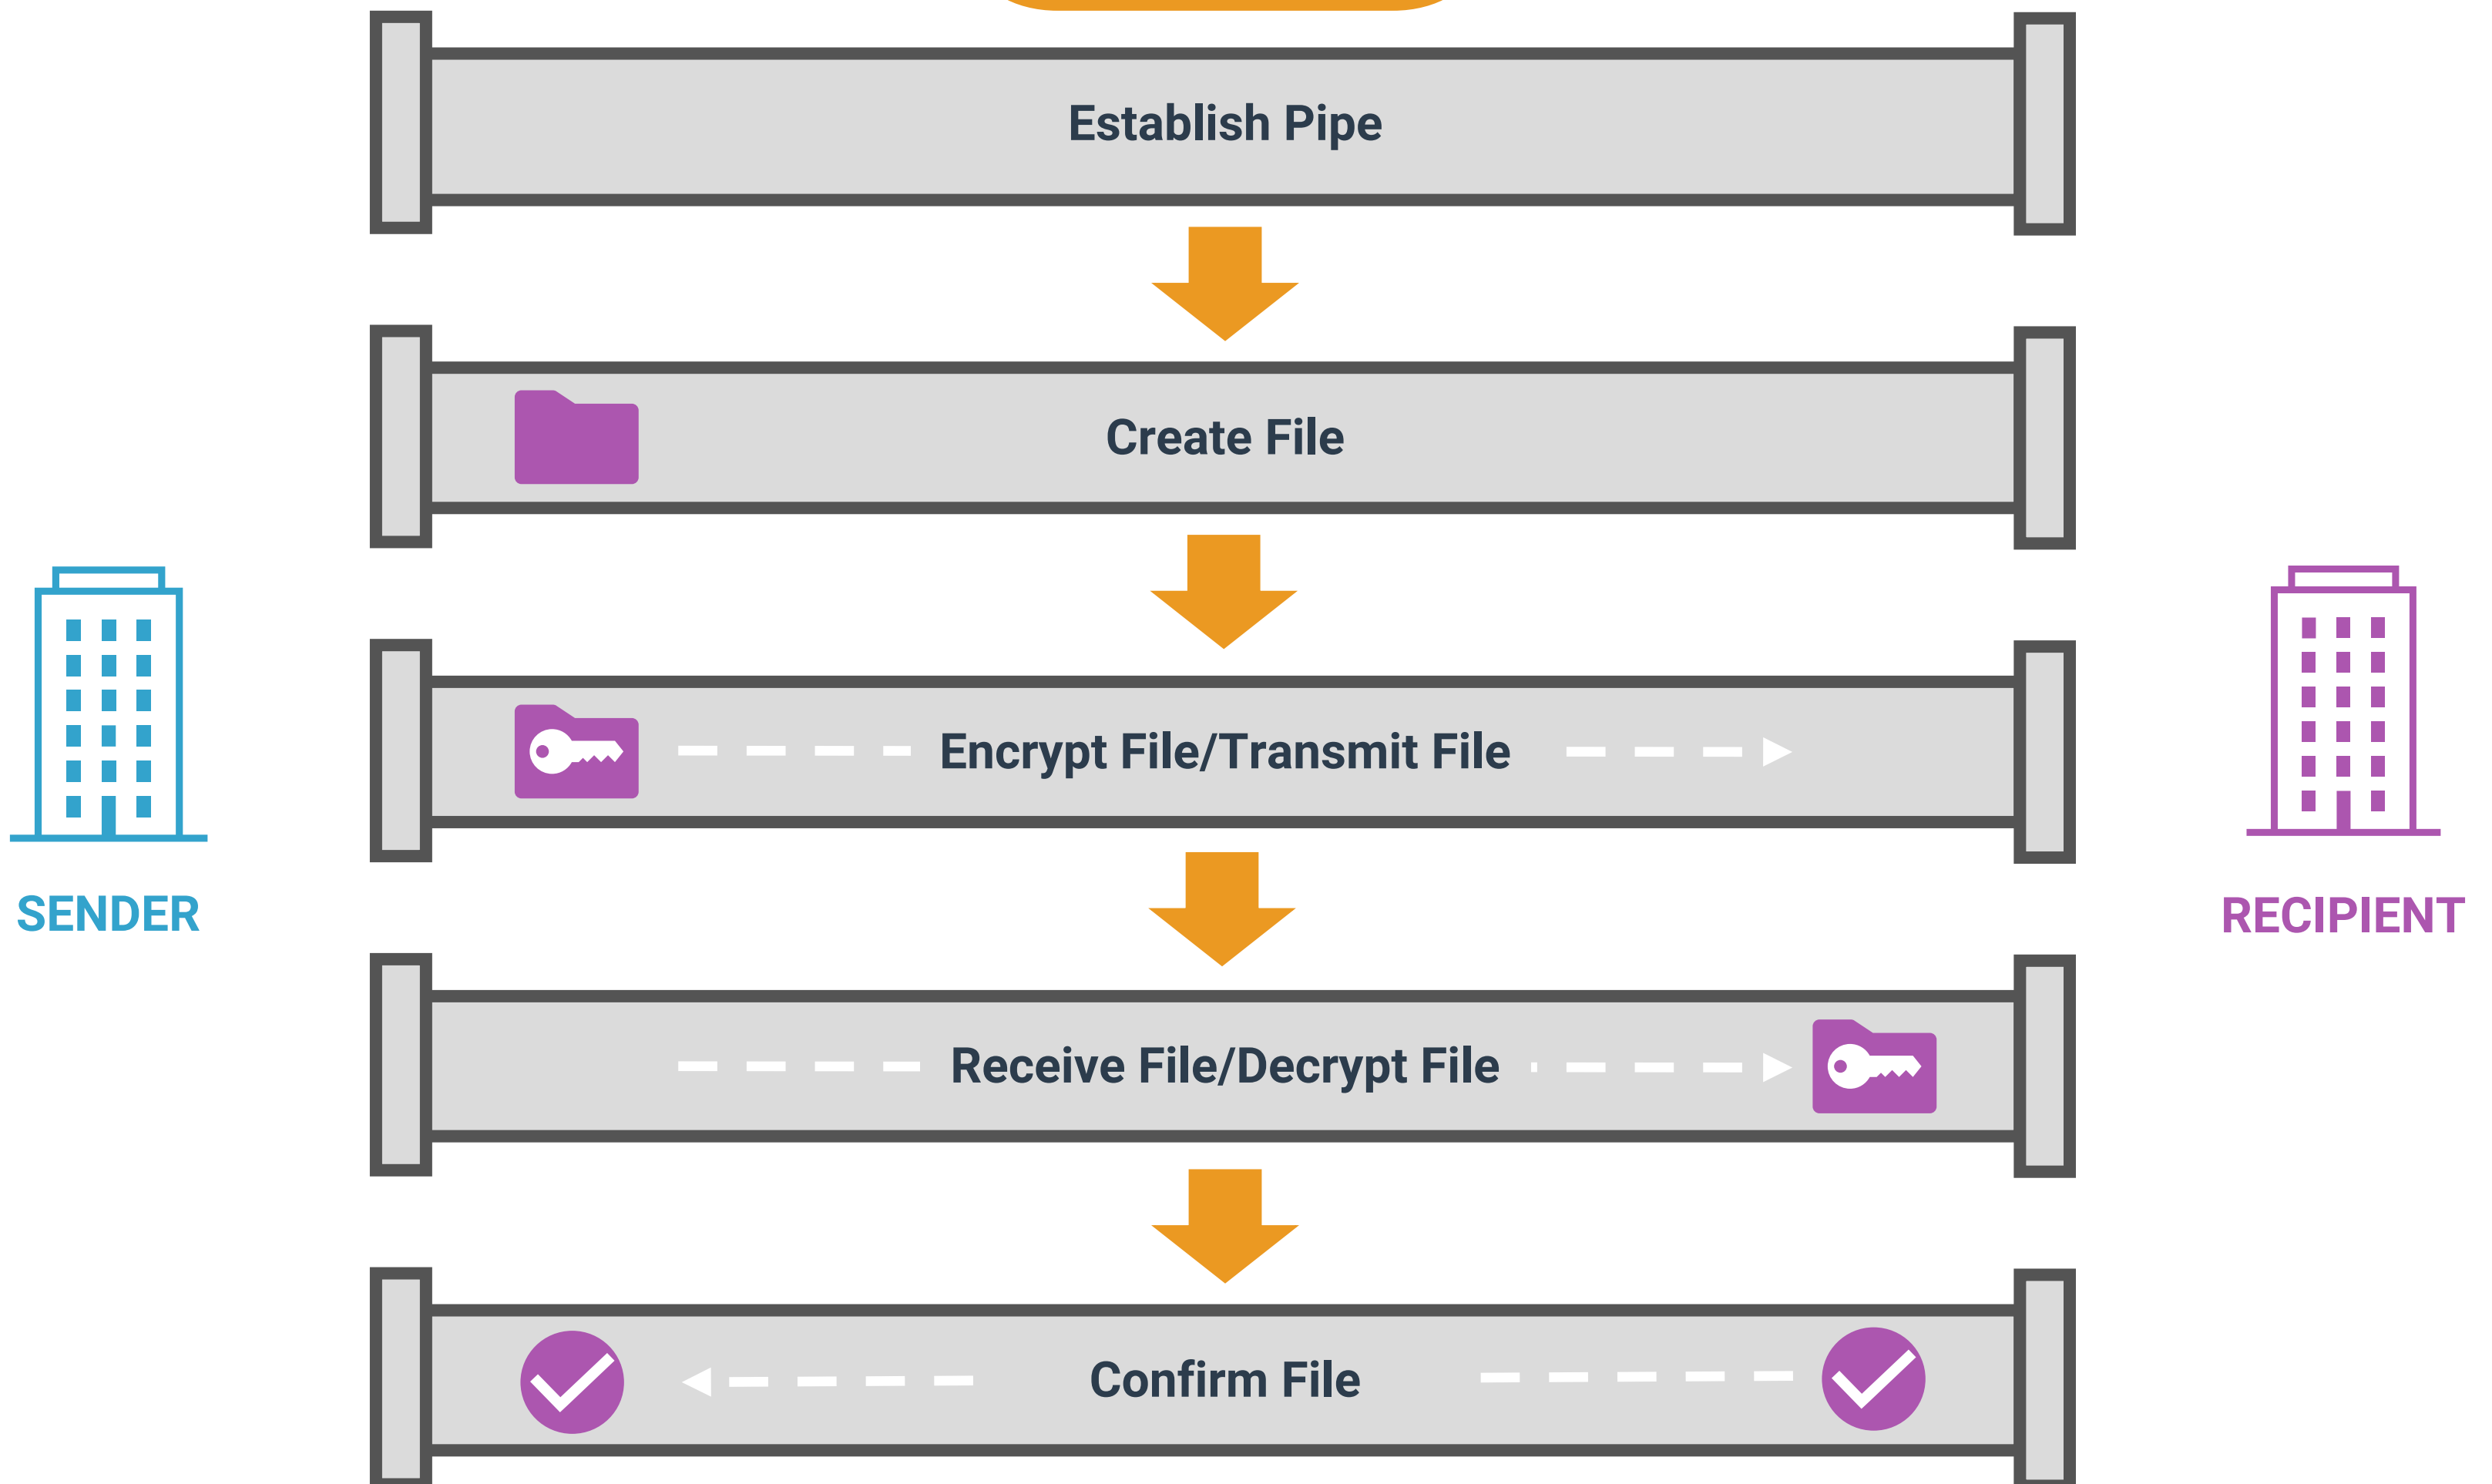 Establish Pipe
Create File
Encrypt File/Transmit File
SENDER
RECIPIENT
Receive File/Decrypt File
Confirm File